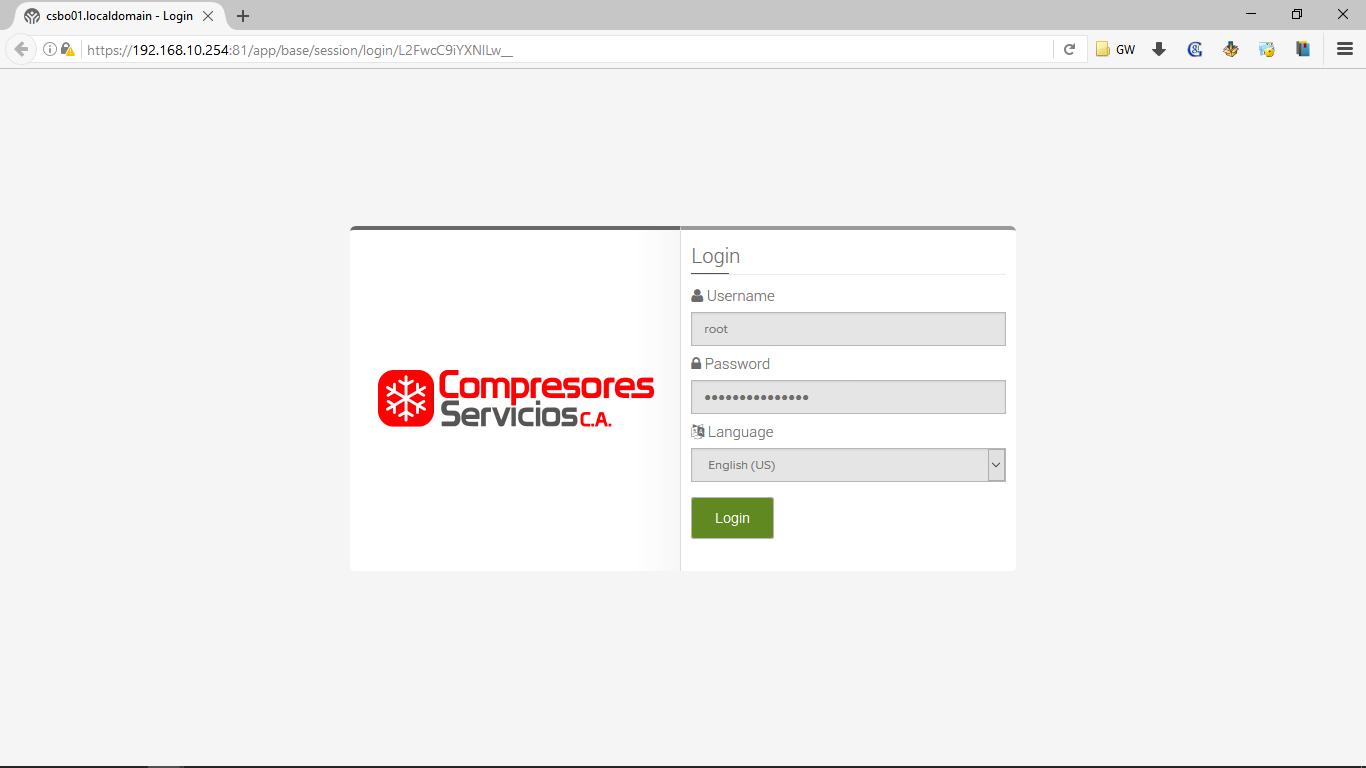 csbo01.localdomain - Login
https://192.168.10.254:81/app/base/session/login/L2FwcC9iYXNlLw__
GW
Login
Username
root
Password
Language
English (US)
Login
Compresores
Servicios C.A.